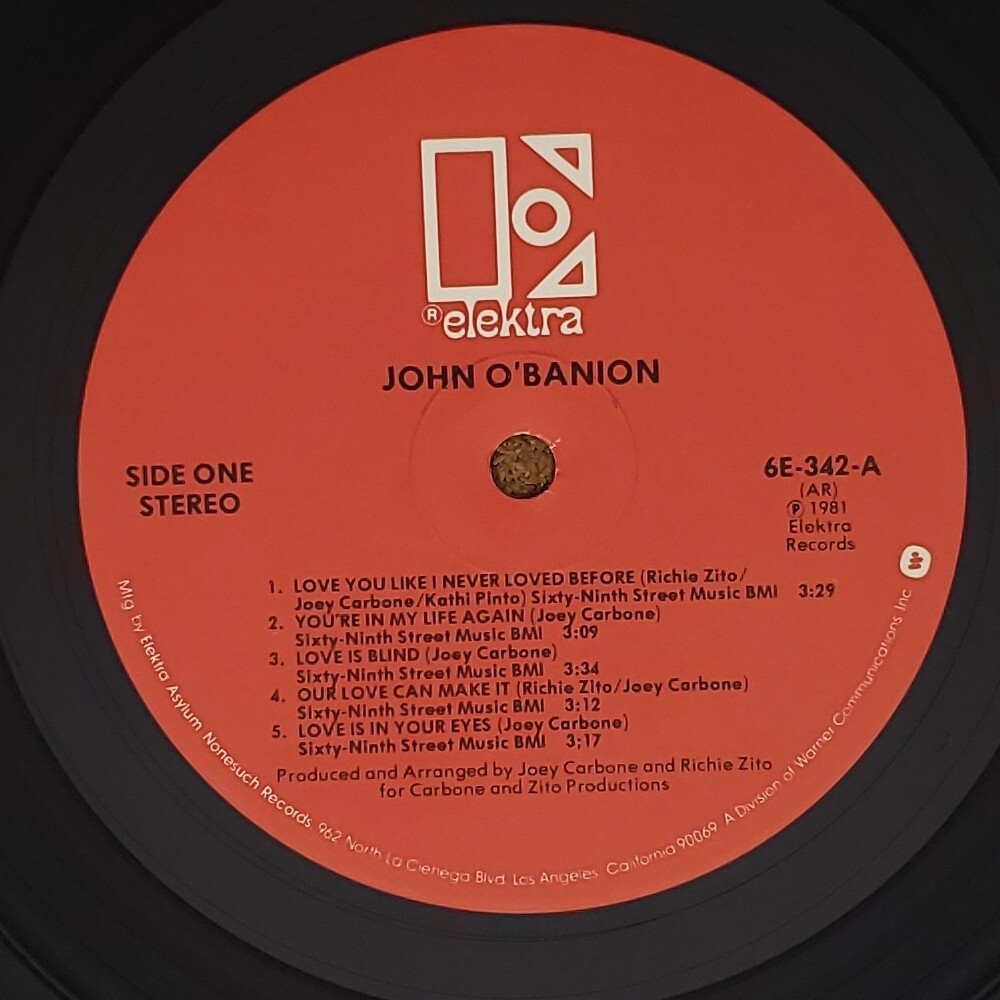 ® elektra
JOHN O'BANION
SIDE ONE
STEREO
6E-342-A
(AR)
℗ 1981
Elektra
Records
1. LOVE YOU LIKE I NEVER LOVED BEFORE (Richie Zito/
Joey Carbone/Kathi Pinto) Sixty-Ninth Street Music BMI 3:29
2. YOU'RE IN MY LIFE AGAIN (Joey Carbone)
Sixty-Ninth Street Music BMI 3:09
3. LOVE IS BLIND (Joey Carbone)
Sixty-Ninth Street Music BMI 3:34
4. OUR LOVE CAN MAKE IT (Richie Zito/Joey Carbone)
Sixty-Ninth Street Music BMI 3:12
5. LOVE IS IN YOUR EYES (Joey Carbone)
Sixty-Ninth Street Music BMI 3;17
Produced and Arranged by Joey Carbone and Richie Zito
for Carbone and Zito Productions
Mfg by Elektra Asylum Nonesuch Records 962 North La Cienega Blvd Los Angeles California 90069 A Division of Warner Communications Inc